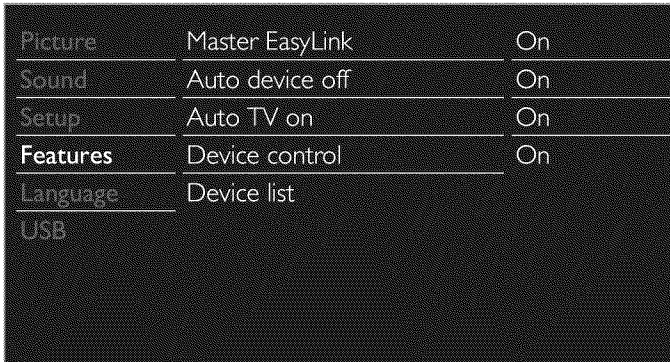 Picture Master EasyLink On
Sound Auto device off On
Setup Auto TV on On
Features Device control On
Language Device list
USB